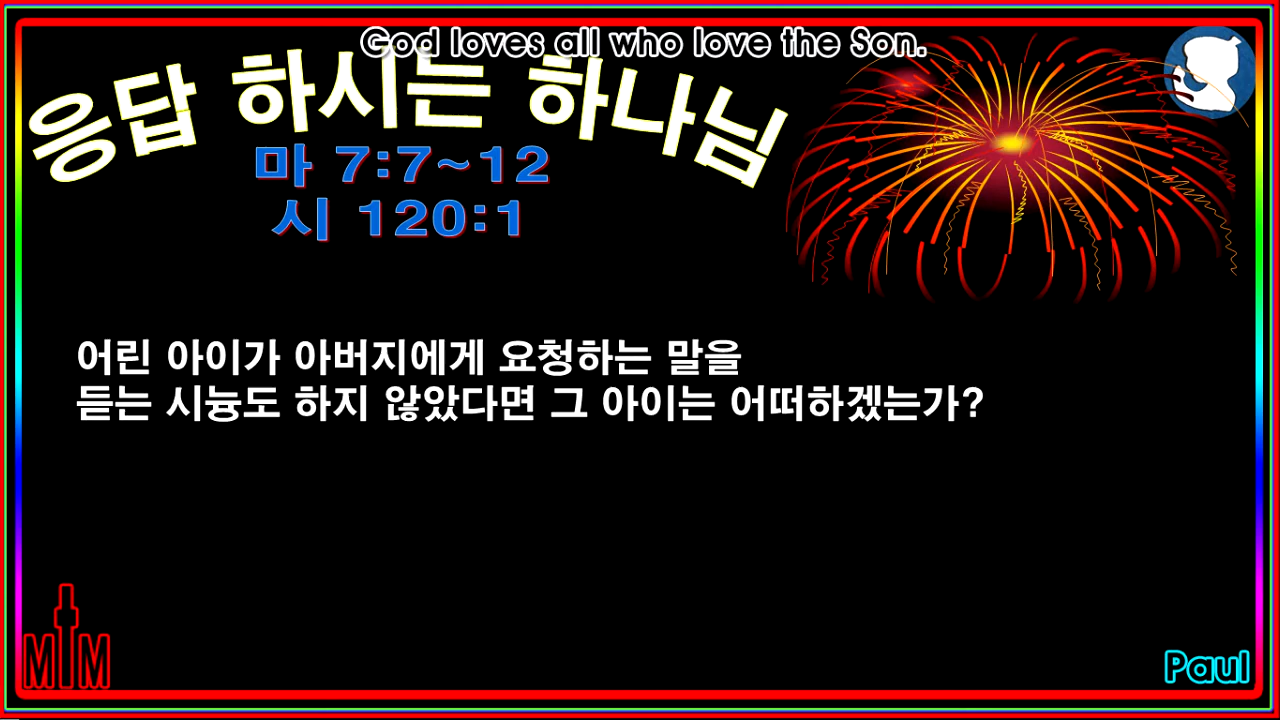 God loves all who love the Son.
응답 하시는 하나님
마 7:7~12
시 120:1
어린 아이가 아버지에게 요청하는 말을
듣는 시늉도 하지 않았다면 그 아이는 어떠하겠는가?
MIM
Paul